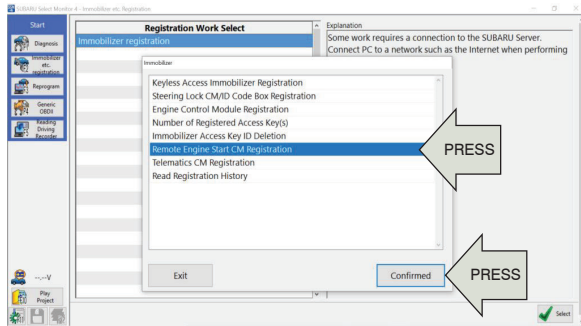 SUBARU Select Monitor 4 - Immobilizer etc. Registration
Start
Diagnosis
Immobilizer
etc.
registration
Reprogram
Generic
OBDII
Reading
Driving
Recorder
--.--V
Play
Project
Registration Work Select
Immobilizer registration
Explanation
Some work requires a connection to the SUBARU Server.
Connect PC to a network such as the Internet when performing
Immobilizer
Keyless Access Immobilizer Registration
Steering Lock CM/ID Code Box Registration
Engine Control Module Registration
Number of Registered Access Key(s)
Immobilizer Access Key ID Deletion
Remote Engine Start CM Registration
Telematics CM Registration
Read Registration History
PRESS
Exit
Confirmed
PRESS
Select